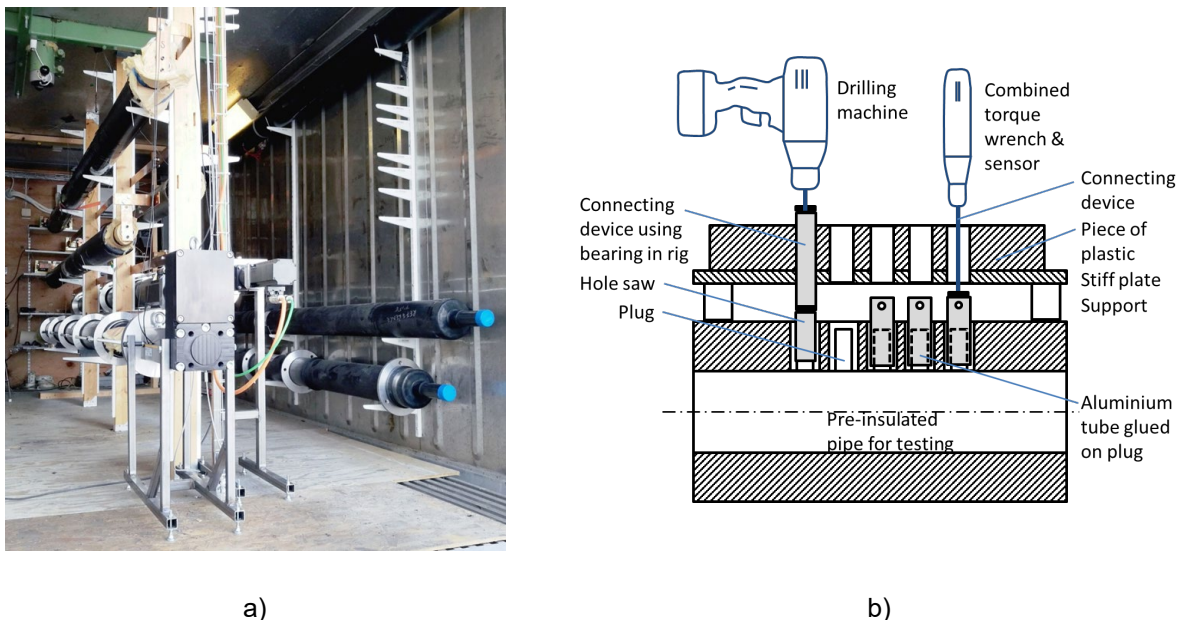 Drilling
machine
Combined
torque
wrench &
sensor
Connecting
device using
bearing in rig
Hole saw
Plug
Connecting
device
Piece of
plastic
Stiff plate
Support
Aluminium
tube glued
on plug
Pre-insulated
pipe for testing
a)
b)